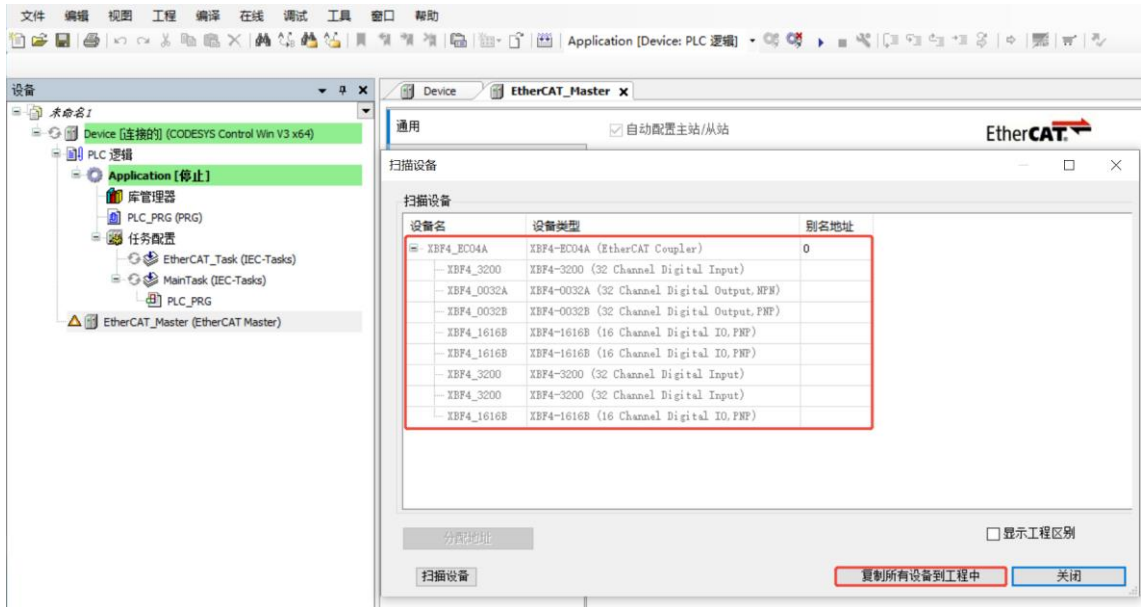 文件 编辑 视图 工程 编译 在线 调试 工具 窗口 帮助
Application [Device: PLC 逻辑]
设备
未命名1
Device [连接的] (CODESYS Control Win V3 x64)
PLC 逻辑
Application [停止]
库管理器
PLC_PRG (PRG)
任务配置
EtherCAT_Task (IEC-Tasks)
MainTask (IEC-Tasks)
PLC_PRG
EtherCAT_Master (EtherCAT Master)
Device EtherCAT_Master
通用
自动配置主站/从站
EtherCAT.
扫描设备
扫描设备
设备名 设备类型 别名地址
XBF4_EC04A XBF4-EC04A (EtherCAT Coupler) 0
XBF4_3200 XBF4-3200 (32 Channel Digital Input)
XBF4_0032A XBF4-0032A (32 Channel Digital Output,NPN)
XBF4_0032B XBF4-0032B (32 Channel Digital Output,PNP)
XBF4_1616B XBF4-1616B (16 Channel Digital IO,PNP)
XBF4_1616B XBF4-1616B (16 Channel Digital IO,PNP)
XBF4_3200 XBF4-3200 (32 Channel Digital Input)
XBF4_3200 XBF4-3200 (32 Channel Digital Input)
XBF4_1616B XBF4-1616B (16 Channel Digital IO,PNP)
分配地址
显示工程区别
扫描设备
复制所有设备到工程中
关闭